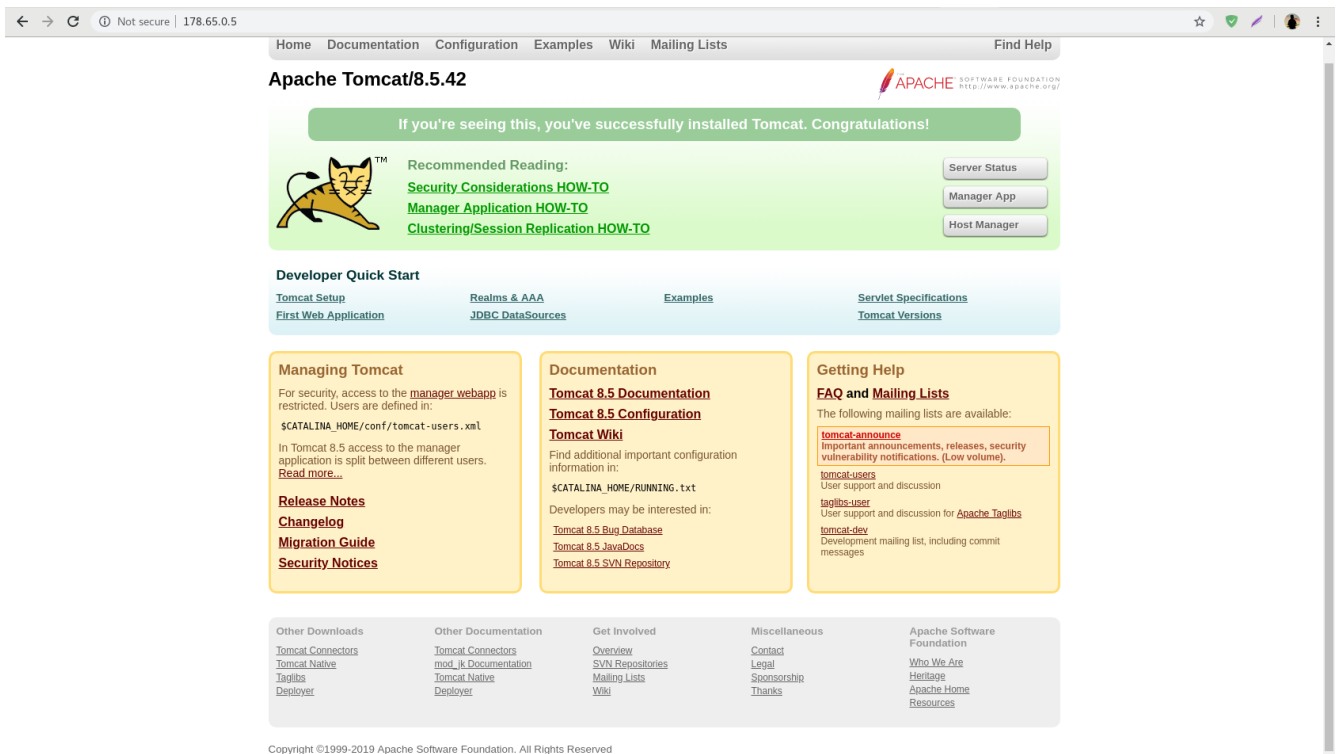 Not secure | 178.65.0.5
Home Documentation Configuration Examples Wiki Mailing Lists Find Help
Apache Tomcat/8.5.42
THE
APACHE SOFTWARE FOUNDATION
http://www.apache.org/
If you're seeing this, you've successfully installed Tomcat. Congratulations!
TM
Recommended Reading:
Security Considerations HOW-TO
Manager Application HOW-TO
Clustering/Session Replication HOW-TO
Server Status
Manager App
Host Manager
Developer Quick Start
Tomcat Setup
First Web Application
Realms & AAA
JDBC DataSources
Examples
Servlet Specifications
Tomcat Versions
Managing Tomcat
For security, access to the manager webapp is
restricted. Users are defined in:
$CATALINA_HOME/conf/tomcat-users.xml
In Tomcat 8.5 access to the manager
application is split between different users.
Read more...
Release Notes
Changelog
Migration Guide
Security Notices
Documentation
Tomcat 8.5 Documentation
Tomcat 8.5 Configuration
Tomcat Wiki
Find additional important configuration
information in:
$CATALINA_HOME/RUNNING.txt
Developers may be interested in:
Tomcat 8.5 Bug Database
Tomcat 8.5 JavaDocs
Tomcat 8.5 SVN Repository
Getting Help
FAQ and Mailing Lists
The following mailing lists are available:
tomcat-announce
Important announcements, releases, security
vulnerability notifications. (Low volume).
tomcat-users
User support and discussion
taglibs-user
User support and discussion for Apache Taglibs
tomcat-dev
Development mailing list, including commit
messages
Other Downloads
Tomcat Connectors
Tomcat Native
Taglibs
Deployer
Other Documentation
Tomcat Connectors
mod_jk Documentation
Tomcat Native
Deployer
Get Involved
Overview
SVN Repositories
Mailing Lists
Wiki
Miscellaneous
Contact
Legal
Sponsorship
Thanks
Apache Software
Foundation
Who We Are
Heritage
Apache Home
Resources
Copyright ©1999-2019 Apache Software Foundation. All Rights Reserved